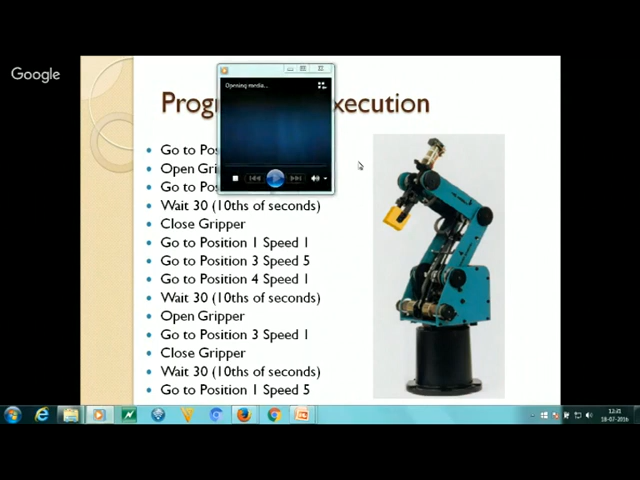 Google
Opening media...
Prog xecution
Go to Pos
Open Gri
Go to Pos
Wait 30 (10ths of seconds)
Close Gripper
Go to Position 1 Speed 1
Go to Position 3 Speed 5
Go to Position 4 Speed 1
Wait 30 (10ths of seconds)
Open Gripper
Go to Position 3 Speed 1
Close Gripper
Wait 30 (10ths of seconds)
Go to Position 1 Speed 5
12:31
18-07-2016